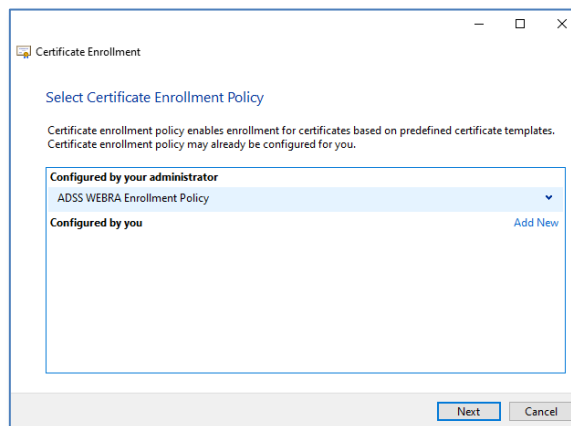 Certificate Enrollment
Select Certificate Enrollment Policy
Certificate enrollment policy enables enrollment for certificates based on predefined certificate templates.
Certificate enrollment policy may already be configured for you.
Configured by your administrator
ADSS WEBRA Enrollment Policy
Configured by you Add New
Next Cancel